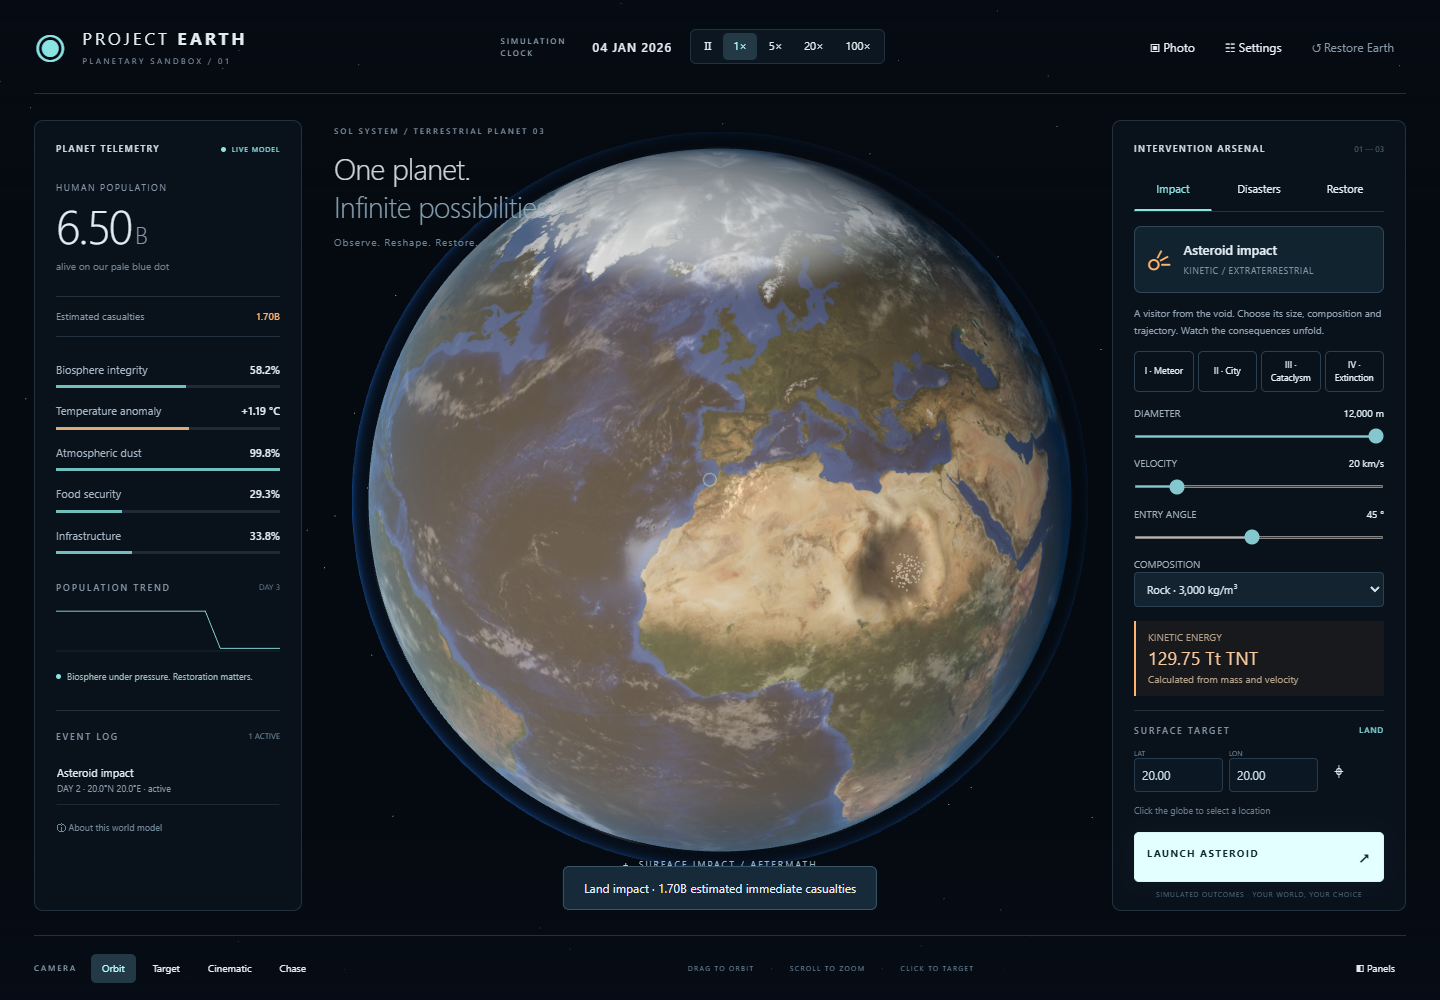 PROJECT EARTH
PLANETARY SANDBOX / 01
SIMULATION
CLOCK
04 JAN 2026
II
1×
5×
20×
100×
Photo
Settings
↺ Restore Earth
PLANET TELEMETRY
LIVE MODEL
HUMAN POPULATION
6.50 B
alive on our pale blue dot
Estimated casualties
1.70B
Biosphere integrity
58.2%
Temperature anomaly
+1.19 °C
Atmospheric dust
99.8%
Food security
29.3%
Infrastructure
33.8%
POPULATION TREND
DAY 3
Biosphere under pressure. Restoration matters.
EVENT LOG
1 ACTIVE
Asteroid impact
DAY 2 · 20.0°N 20.0°E · active
ⓘ About this world model
SOL SYSTEM / TERRESTRIAL PLANET 03
One planet.
Infinite possibilities.
Observe. Reshape. Restore.
+ SURFACE IMPACT / AFTERMATH
Land impact · 1.70B estimated immediate casualties
INTERVENTION ARSENAL
01 — 03
Impact
Disasters
Restore
Asteroid impact
KINETIC / EXTRATERRESTRIAL
A visitor from the void. Choose its size, composition and
trajectory. Watch the consequences unfold.
I · Meteor
II · City
III ·
Cataclysm
IV ·
Extinction
DIAMETER
12,000 m
VELOCITY
20 km/s
ENTRY ANGLE
45 °
COMPOSITION
Rock · 3,000 kg/m³
KINETIC ENERGY
129.75 Tt TNT
Calculated from mass and velocity
SURFACE TARGET
LAND
LAT
LON
20.00
20.00
Click the globe to select a location
LAUNCH ASTEROID ↗
SIMULATED OUTCOMES · YOUR WORLD, YOUR CHOICE
CAMERA
Orbit
Target
Cinematic
Chase
DRAG TO ORBIT · SCROLL TO ZOOM · CLICK TO TARGET
Panels